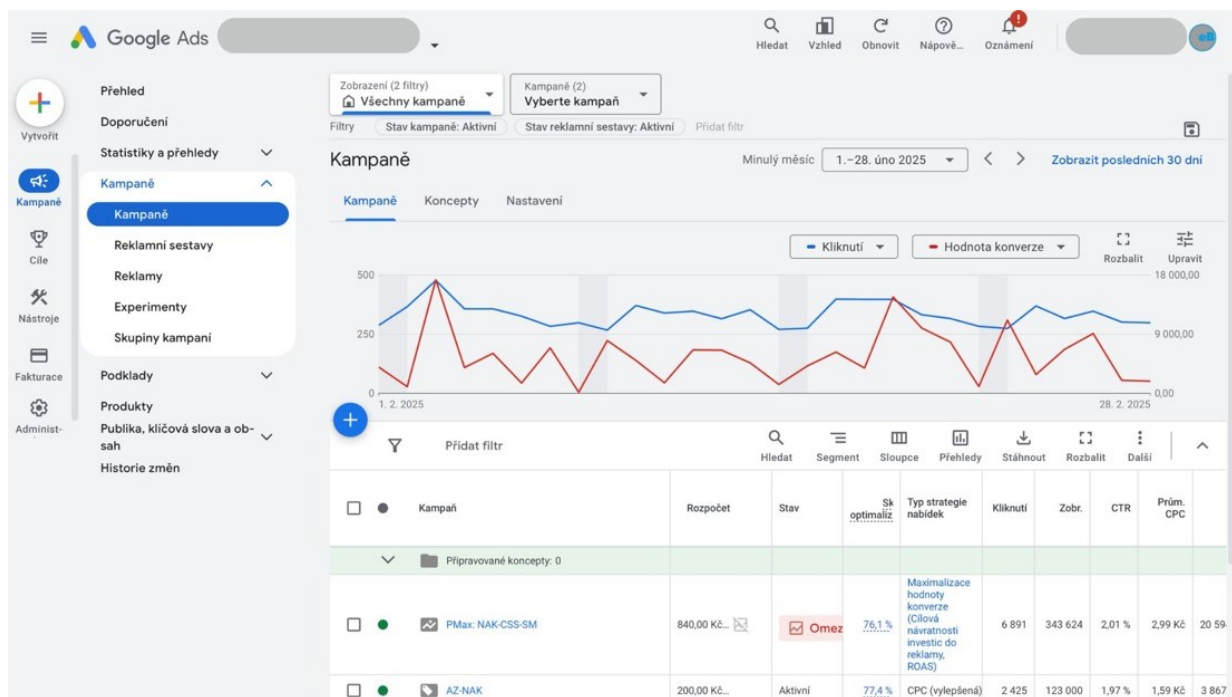 Google Ads
Hledat
Vzhled
Obnovit
Nápově...
Oznámení
eB
Vytvořit
Kampaně
Cíle
Nástroje
Fakturace
Administ-
Přehled
Doporučení
Statistiky a přehledy
Kampaně
Kampaně
Reklamní sestavy
Reklamy
Experimenty
Skupiny kampaní
Podklady
Produkty
Publika, klíčová slova a ob-
sah
Historie změn
Zobrazení (2 filtry)
Všechny kampaně
Kampaně (2)
Vyberte kampaň
Filtry Stav kampaně: Aktivní Stav reklamní sestavy: Aktivní Přidat filtr
Kampaně
Minulý měsíc 1.–28. úno 2025 Zobrazit posledních 30 dní
Kampaně Koncepty Nastavení
Kliknutí Hodnota konverze Rozbalit Upravit
500 18 000,00
250 9 000,00
0 0,00
1. 2. 2025 28. 2. 2025
Přidat filtr
Hledat Segment Sloupce Přehledy Stáhnout Rozbalit Další
Kampaň Rozpočet Stav Sk optimaliz Typ strategie nabídek Kliknutí Zobr. CTR Prům. CPC
Připravované koncepty: 0
PMax: NAK-CSS-SM 840,00 Kč... Omez 76,1 % Maximalizace hodnoty konverze (Cílová návratnosti investic do reklamy, ROAS) 6 891 343 624 2,01 % 2,99 Kč 20 59
AZ-NAK 200,00 Kč... Aktivní 77,4 % CPC (vylepšená) 2 425 123 000 1,97 % 1,59 Kč 3 867